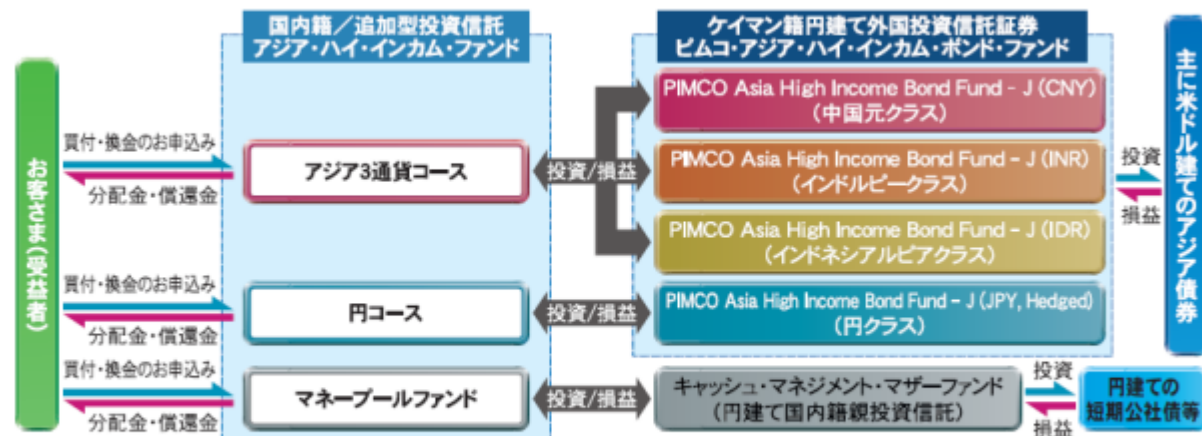 国内籍／追加型投資信託
アジア・ハイ・インカム・ファンド
ケイマン籍円建て外国投資信託証券
ピムコ・アジア・ハイ・インカム・ボンド・ファンド
お客さま（受益者）
買付・換金のお申込み
分配金・償還金
アジア3通貨コース
投資/損益
PIMCO Asia High Income Bond Fund - J (CNY)
（中国元クラス）
PIMCO Asia High Income Bond Fund - J (INR)
（インドルピークラス）
PIMCO Asia High Income Bond Fund - J (IDR)
（インドネシアルピアクラス）
投資
損益
主に米ドル建てのアジア債券
買付・換金のお申込み
分配金・償還金
円コース
投資/損益
PIMCO Asia High Income Bond Fund - J (JPY, Hedged)
（円クラス）
買付・換金のお申込み
分配金・償還金
マネープールファンド
投資/損益
キャッシュ・マネジメント・マザーファンド
（円建て国内籍親投資信託）
投資
損益
円建ての
短期公社債等